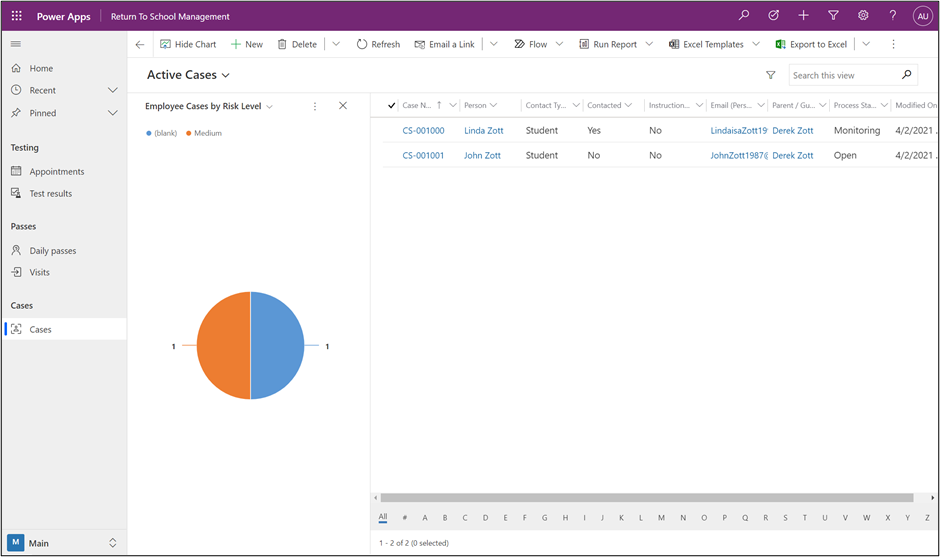 Power Apps Return To School Management AU
Hide Chart New Delete Refresh Email a Link Flow Run Report Excel Templates Export to Excel
Home
Recent
Pinned
Testing
Appointments
Test results
Passes
Daily passes
Visits
Cases
Cases
M Main
Active Cases
Search this view
Employee Cases by Risk Level
(blank) Medium
1 1
Case N... Person Contact Ty... Contacted Instruction... Email (Pers... Parent / Gu... Process Sta... Modified On
CS-001000 Linda Zott Student Yes No LindaisaZott19 Derek Zott Monitoring 4/2/2021 ...
CS-001001 John Zott Student No No JohnZott1987@ Derek Zott Open 4/2/2021 ...
All # A B C D E F G H I J K L M N O P Q R S T U V W X Y Z
1 - 2 of 2 (0 selected)